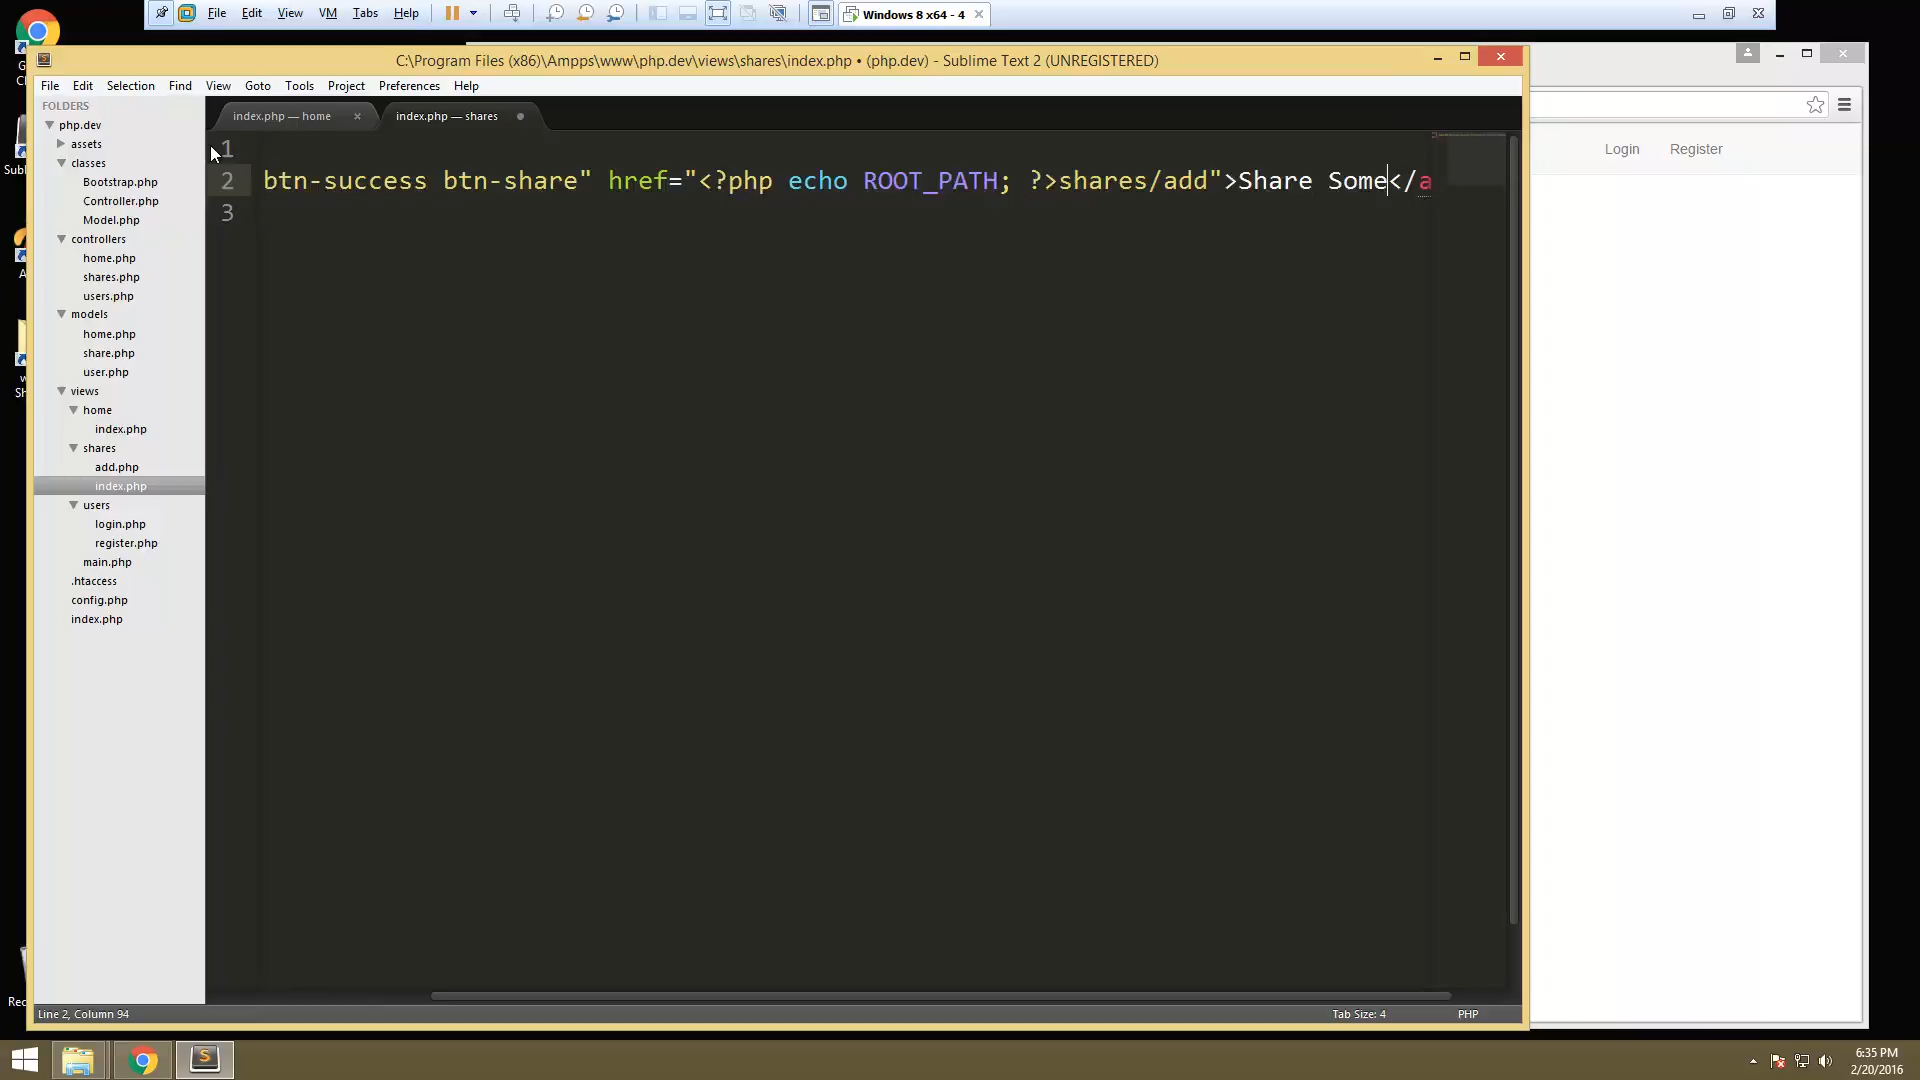 File Edit View VM Tabs Help
Windows 8 x64 - 4
C:\Program Files (x86)\Ampps\www\php.dev\views\shares\index.php • (php.dev) - Sublime Text 2 (UNREGISTERED)
File Edit Selection Find View Goto Tools Project Preferences Help
FOLDERS
php.dev
assets
classes
Bootstrap.php
Controller.php
Model.php
controllers
home.php
shares.php
users.php
models
home.php
share.php
user.php
views
home
index.php
shares
add.php
index.php
users
login.php
register.php
main.php
.htaccess
config.php
index.php
index.php — home
index.php — shares
1
2 btn-success btn-share" href="<?php echo ROOT_PATH; ?>shares/add">Share Some</a
3
Login Register
Line 2, Column 94
Tab Size: 4
PHP
6:35 PM
2/20/2016